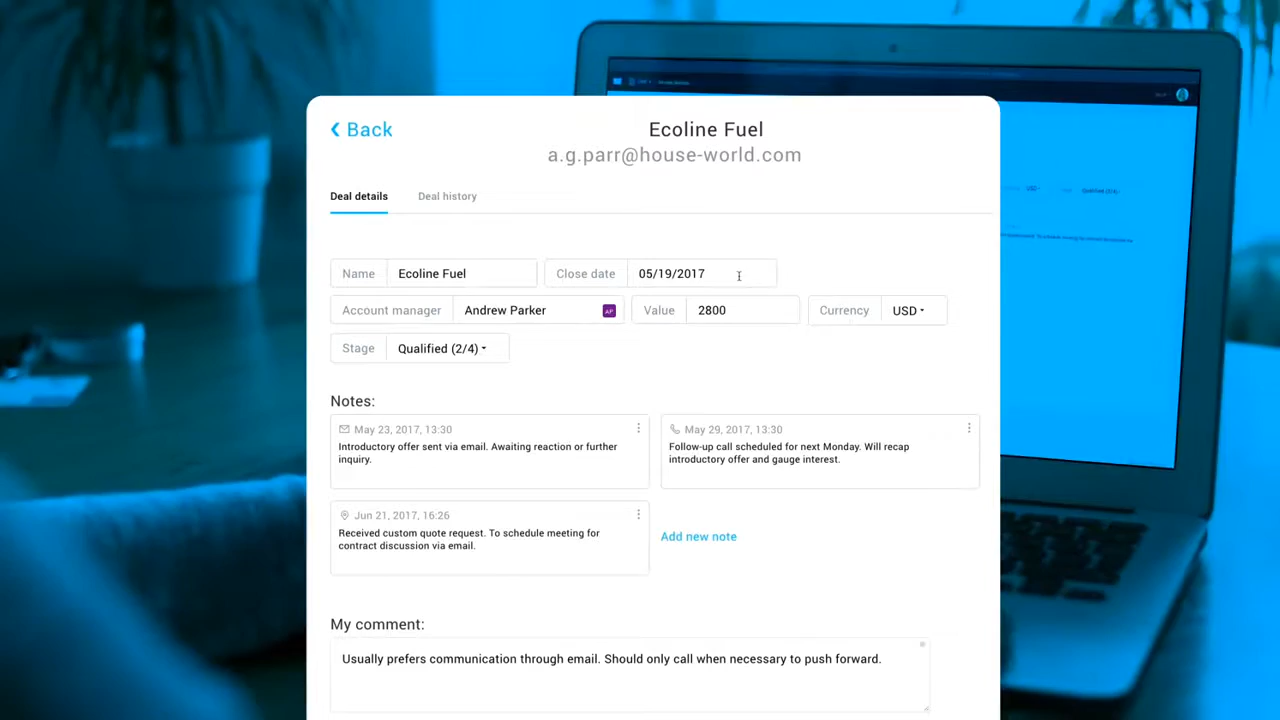 Back
Ecoline Fuel
a.g.parr@house-world.com
Deal details Deal history
Name Ecoline Fuel Close date 05/19/2017
Account manager Andrew Parker AP Value 2800 Currency USD
Stage Qualified (2/4)
Notes:
May 23, 2017, 13:30
Introductory offer sent via email. Awaiting reaction or further
inquiry.
May 29, 2017, 13:30
Follow-up call scheduled for next Monday. Will recap
introductory offer and gauge interest.
Jun 21, 2017, 16:26
Received custom quote request. To schedule meeting for
contract discussion via email.
Add new note
My comment:
Usually prefers communication through email. Should only call when necessary to push forward.
USD Qualified (2/4)